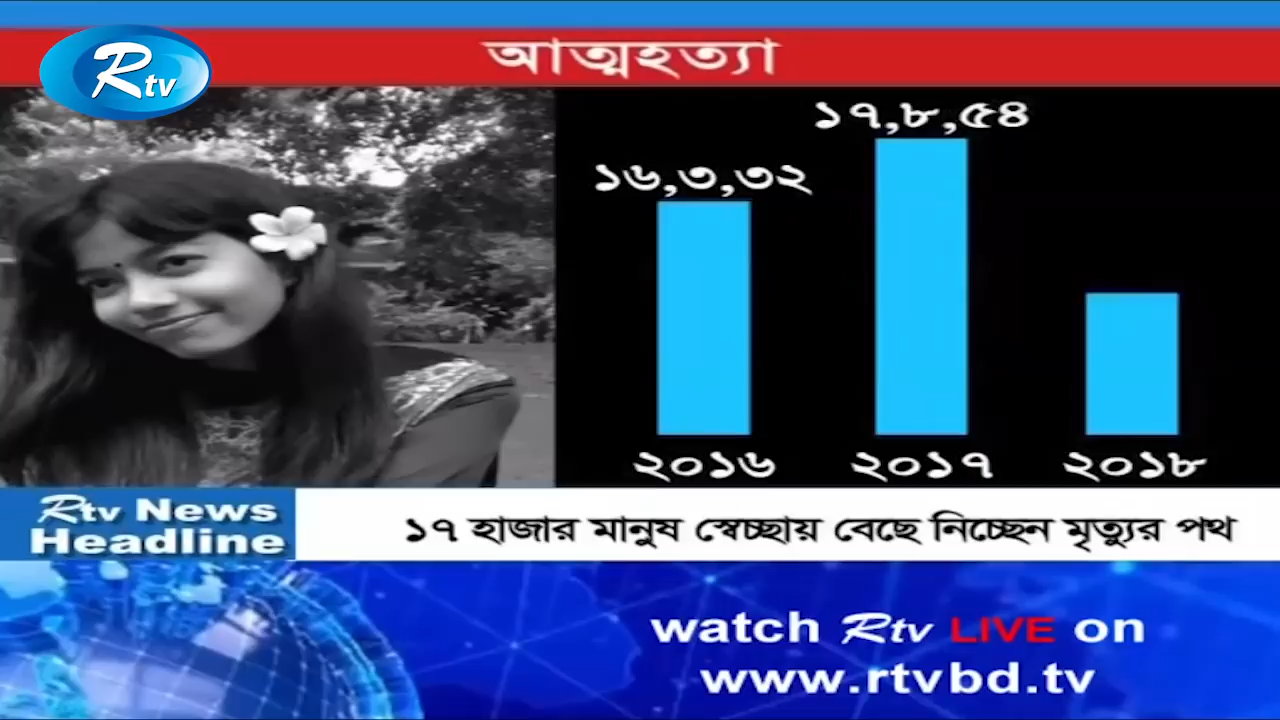 Rtv
আত্মহত্যা
১৬,৩,৩২
১৭,৮,৫৪
২০১৬
২০১৭
২০১৮
Rtv News
Headline
১৭ হাজার মানুষ স্বেচ্ছায় বেছে নিচ্ছেন মৃত্যুর পথ
watch Rtv LIVE on
www.rtvbd.tv